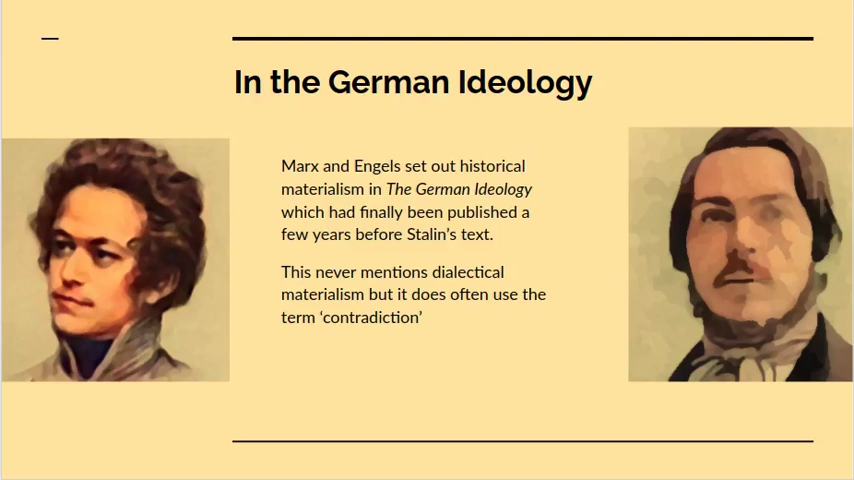 In the German Ideology
Marx and Engels set out historical
materialism in The German Ideology
which had finally been published a
few years before Stalin’s text.
This never mentions dialectical
materialism but it does often use the
term ‘contradiction’